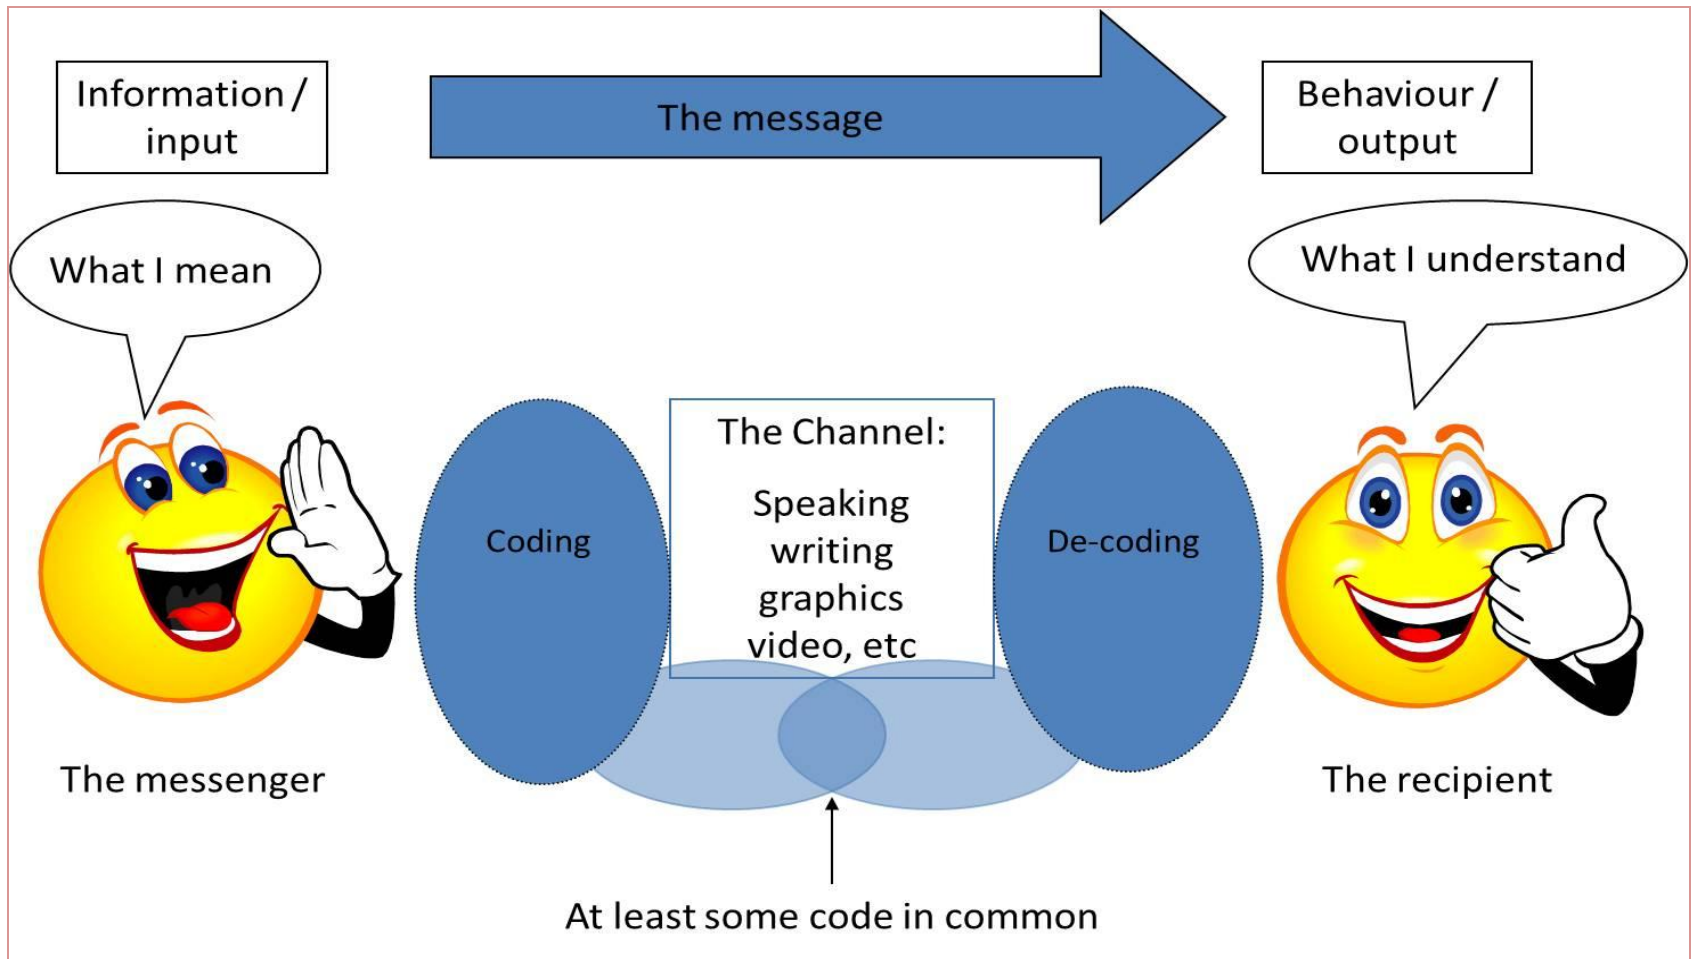 Information /
input
The message
Behaviour /
output
What I mean
What I understand
The Channel:
Speaking
writing
graphics
video, etc
Coding
De-coding
The messenger
The recipient
At least some code in common